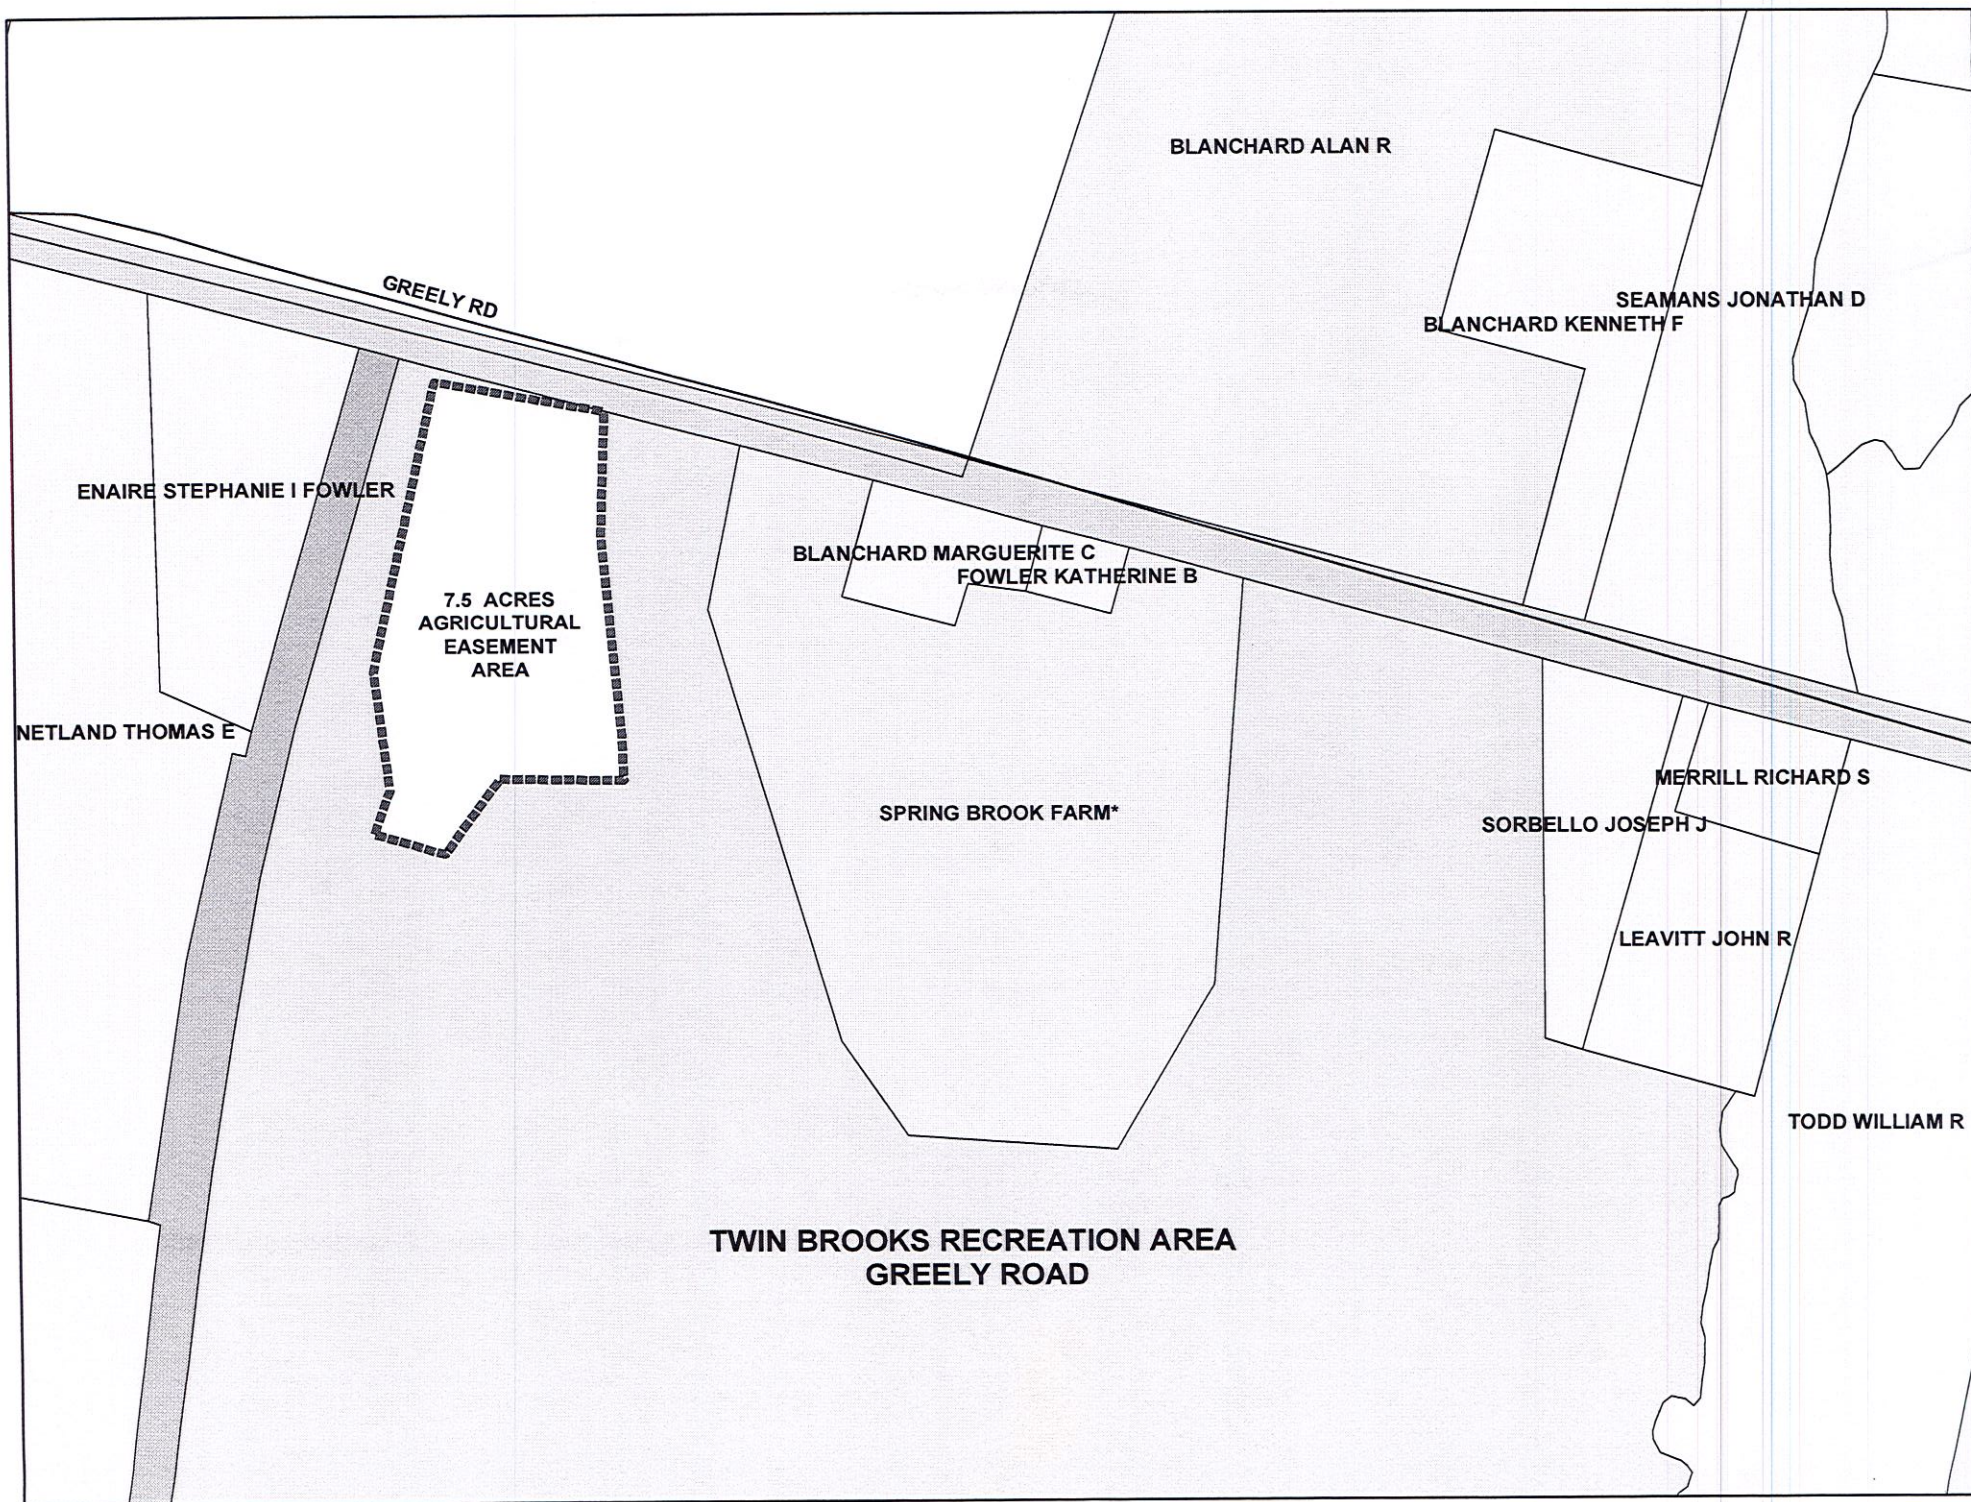 BLANCHARD ALAN R
GREELY RD
SEAMANS JONATHAN D
BLANCHARD KENNETH F
ENAIRE STEPHANIE I FOWLER
BLANCHARD MARGUERITE C
FOWLER KATHERINE B
7.5 ACRES
AGRICULTURAL
EASEMENT
AREA
NETLAND THOMAS E
SPRING BROOK FARM*
MERRILL RICHARD S
SORBELLO JOSEPH J
LEAVITT JOHN R
TODD WILLIAM R
TWIN BROOKS RECREATION AREA
GREELY ROAD